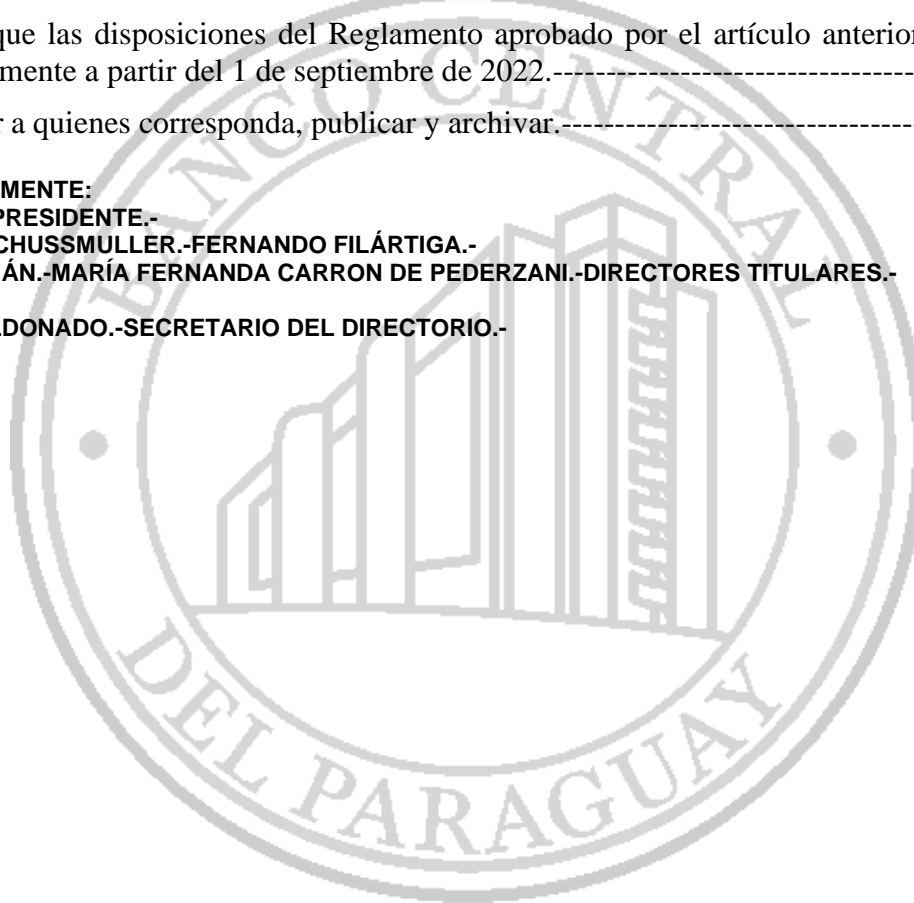 que las disposiciones del Reglamento aprobado por el artículo anterior
mente a partir del 1 de septiembre de 2022.-----------------------------------
r a quienes corresponda, publicar y archivar.----------------------------------
MENTE:
PRESIDENTE.-
CHUSSMULLER.-FERNANDO FILÁRTIGA.-
ÁN.-MARÍA FERNANDA CARRON DE PEDERZANI.-DIRECTORES TITULARES.-
LDONADO.-SECRETARIO DEL DIRECTORIO.-
BANCO CENTRAL
DEL PARAGUAY